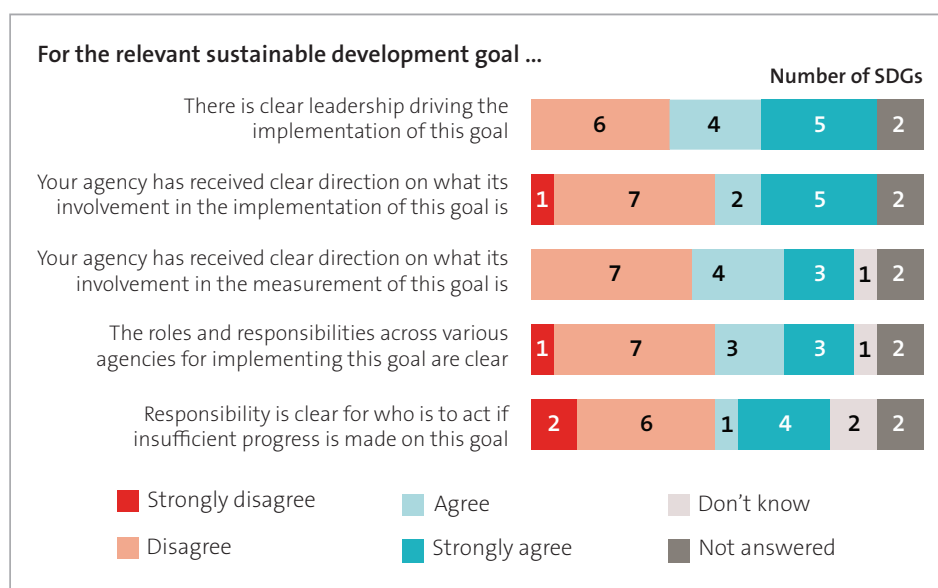 For the relevant sustainable development goal ...
Number of SDGs
There is clear leadership driving the
implementation of this goal
6 4 5 2
Your agency has received clear direction on what its
involvement in the implementation of this goal is
1 7 2 5 2
Your agency has received clear direction on what its
involvement in the measurement of this goal is
7 4 3 1 2
The roles and responsibilities across various
agencies for implementing this goal are clear
1 7 3 3 1 2
Responsibility is clear for who is to act if
insufficient progress is made on this goal
2 6 1 4 2 2
Strongly disagree Agree Don't know
Disagree Strongly agree Not answered